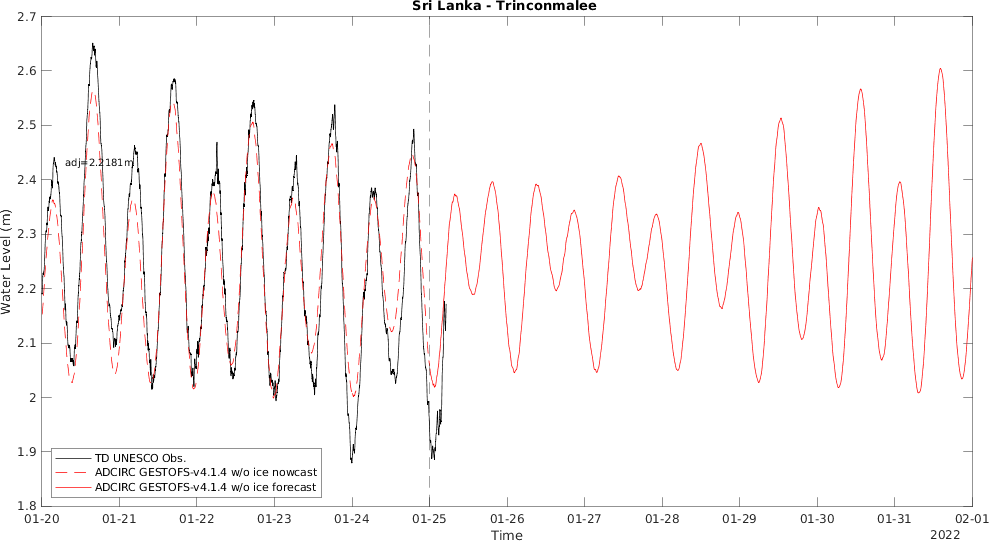 Sri Lanka - Trinconmalee
2.7
2.6
2.5
2.4
2.3
2.2
2.1
2
1.9
1.8
Water Level (m)
adj=2.2181m
TD UNESCO Obs.
ADCIRC GESTOFS-v4.1.4 w/o ice nowcast
ADCIRC GESTOFS-v4.1.4 w/o ice forecast
01-20 01-21 01-22 01-23 01-24 01-25 01-26 01-27 01-28 01-29 01-30 01-31 02-01
Time
2022